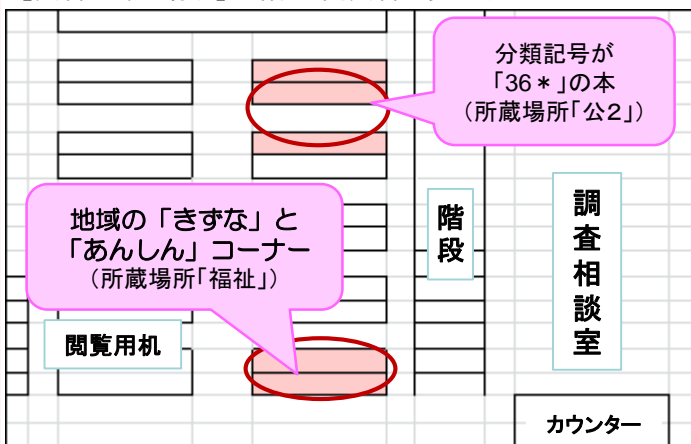 分類記号が
「36＊」の本
（所蔵場所「公2」）
地域の「きずな」と
「あんしん」コーナー
（所蔵場所「福祉」）
階段
調査相談室
閲覧用机
カウンター